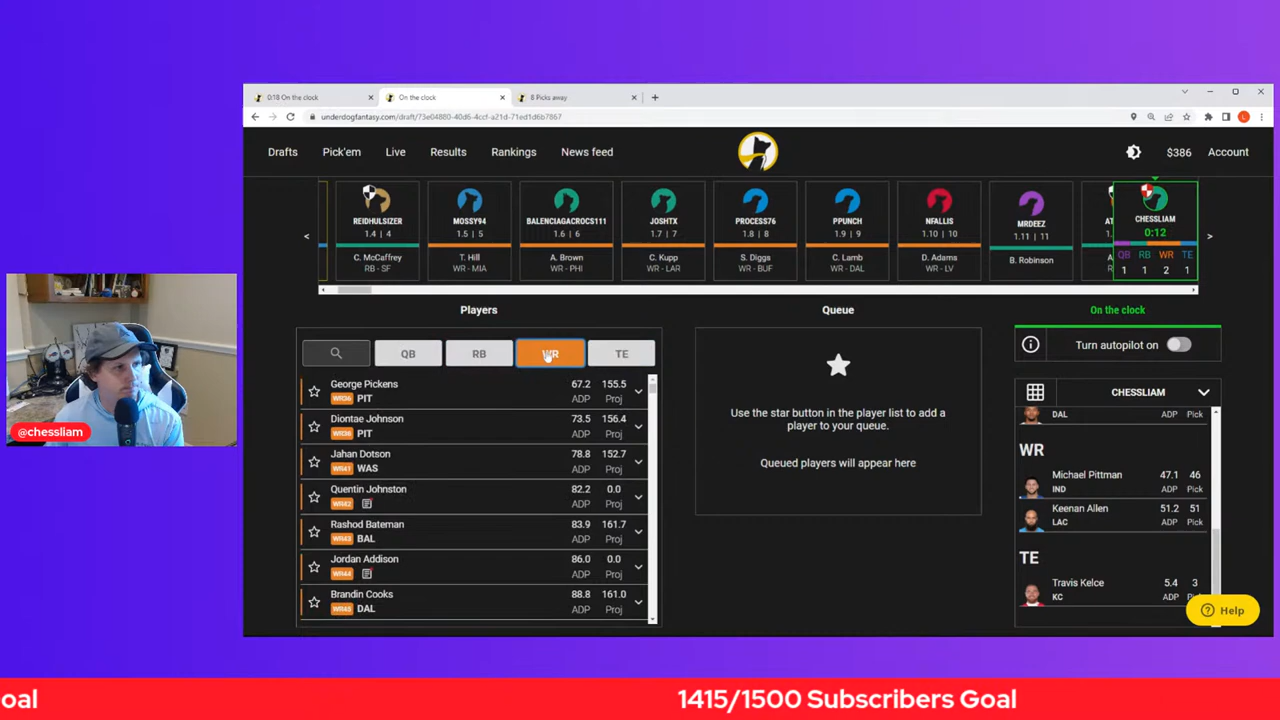 0:18 On the clock
On the clock
8 Picks away
underdogfantasy.com/draft/73e04880-40d6-4ccf-a21d-71ed1d6b7867
Drafts Pick'em Live Results Rankings News feed
$386 Account
REIDHULSIZER
1.4 | 4
C. McCaffrey
RB - SF
MOSSY94
1.5 | 5
T. Hill
WR - MIA
BALENCIAGACROCS111
1.6 | 6
A. Brown
WR - PHI
JOSHTX
1.7 | 7
C. Kupp
WR - LAR
PROCESS76
1.8 | 8
S. Diggs
WR - BUF
PPUNCH
1.9 | 9
C. Lamb
WR - DAL
NFALLIS
1.10 | 10
D. Adams
WR - LV
MRDEEZ
1.11 | 11
B. Robinson
CHESSLIAM
0:12
QB RB WR TE
1 1 2 1
Players
QB RB WR TE
George Pickens 67.2 155.5
WR36 PIT ADP Proj
Diontae Johnson 73.5 156.4
PIT ADP Proj
Jahan Dotson 78.8 152.7
WR41 WAS ADP Proj
Quentin Johnston 82.2 0.0
WR42 ADP Proj
Rashod Bateman 83.9 161.7
WR43 BAL ADP Proj
Jordan Addison 86.0 0.0
WR44 ADP Proj
Brandin Cooks 88.8 161.0
WR45 DAL ADP Proj
Queue
Use the star button in the player list to add a
player to your queue.
Queued players will appear here
On the clock
Turn autopilot on
CHESSLIAM
DAL ADP Pick
WR
Michael Pittman 47.1 46
IND ADP Pick
Keenan Allen 51.2 51
LAC ADP Pick
TE
Travis Kelce 5.4 3
KC ADP Pick
Help
@chessliam
oal
1415/1500 Subscribers Goal